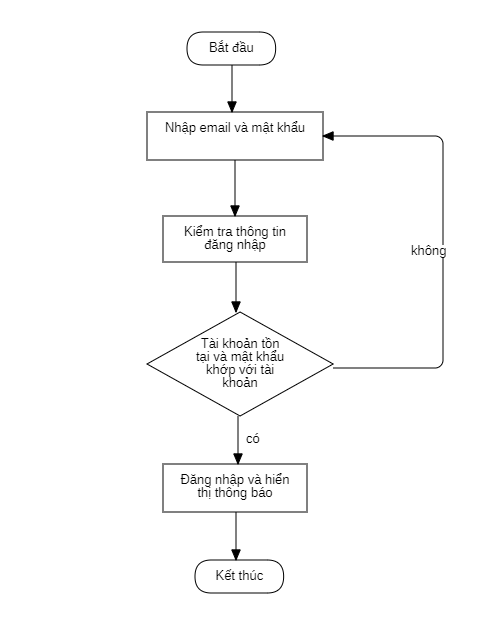 Bắt đầu
Nhập email và mật khẩu
Kiểm tra thông tin
đăng nhập
không
Tài khoản tồn
tại và mật khẩu
khớp với tài
khoản
có
Đăng nhập và hiển
thị thông báo
Kết thúc